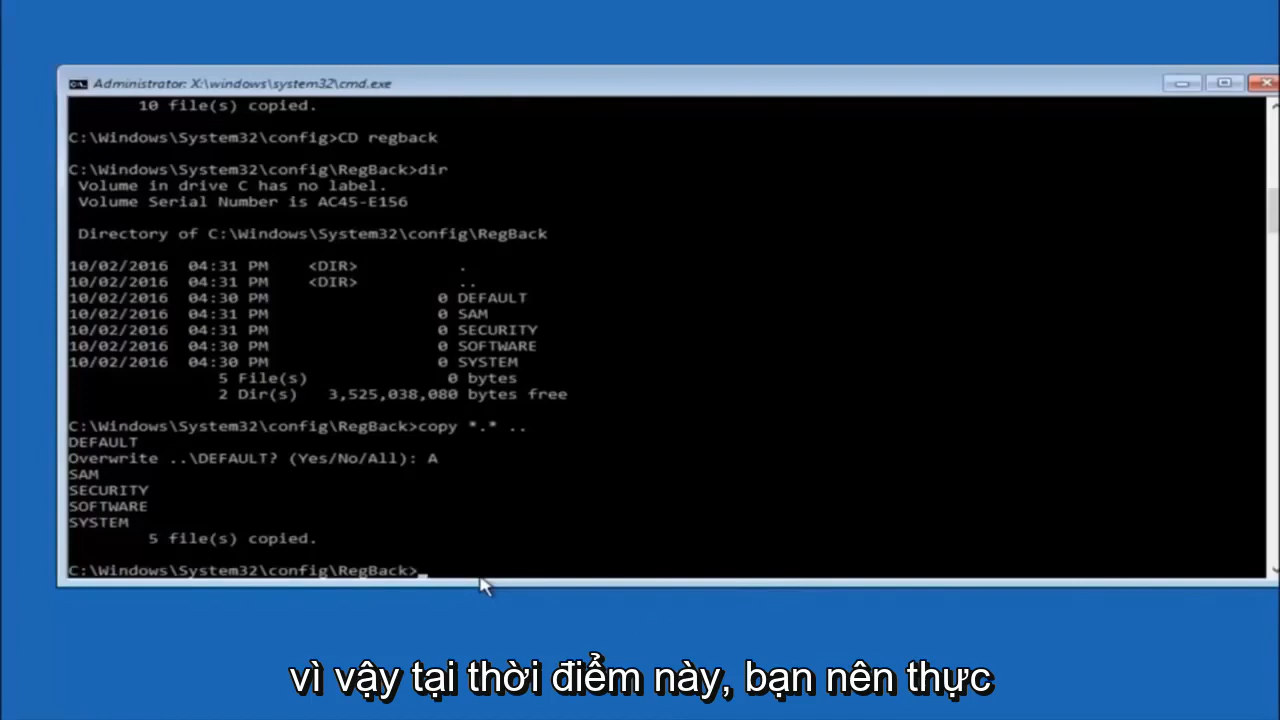 Administrator: X:\windows\system32\cmd.exe
10 file(s) copied.
C:\Windows\System32\config>CD regback
C:\Windows\System32\config\RegBack>dir
Volume in drive C has no label.
Volume Serial Number is AC45-E156
Directory of C:\Windows\System32\config\RegBack
10/02/2016 04:31 PM <DIR> .
10/02/2016 04:31 PM <DIR> ..
10/02/2016 04:30 PM 0 DEFAULT
10/02/2016 04:31 PM 0 SAM
10/02/2016 04:31 PM 0 SECURITY
10/02/2016 04:30 PM 0 SOFTWARE
10/02/2016 04:30 PM 0 SYSTEM
5 File(s) 0 bytes
2 Dir(s) 3,525,038,080 bytes free
C:\Windows\System32\config\RegBack>copy *.* ..
DEFAULT
Overwrite ..\DEFAULT? (Yes/No/All): A
SAM
SECURITY
SOFTWARE
SYSTEM
5 file(s) copied.
C:\Windows\System32\config\RegBack>_
vì vậy tại thời điểm này, bạn nên thực